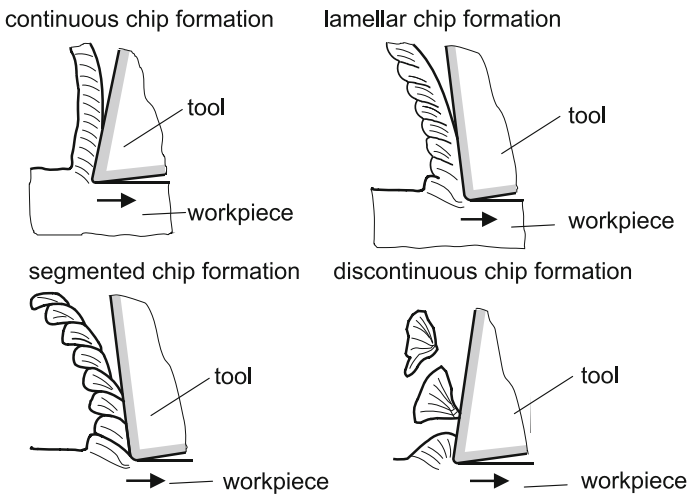 continuous chip formation
lamellar chip formation
tool
workpiece
tool
workpiece
segmented chip formation
discontinuous chip formation
tool
workpiece
tool
workpiece